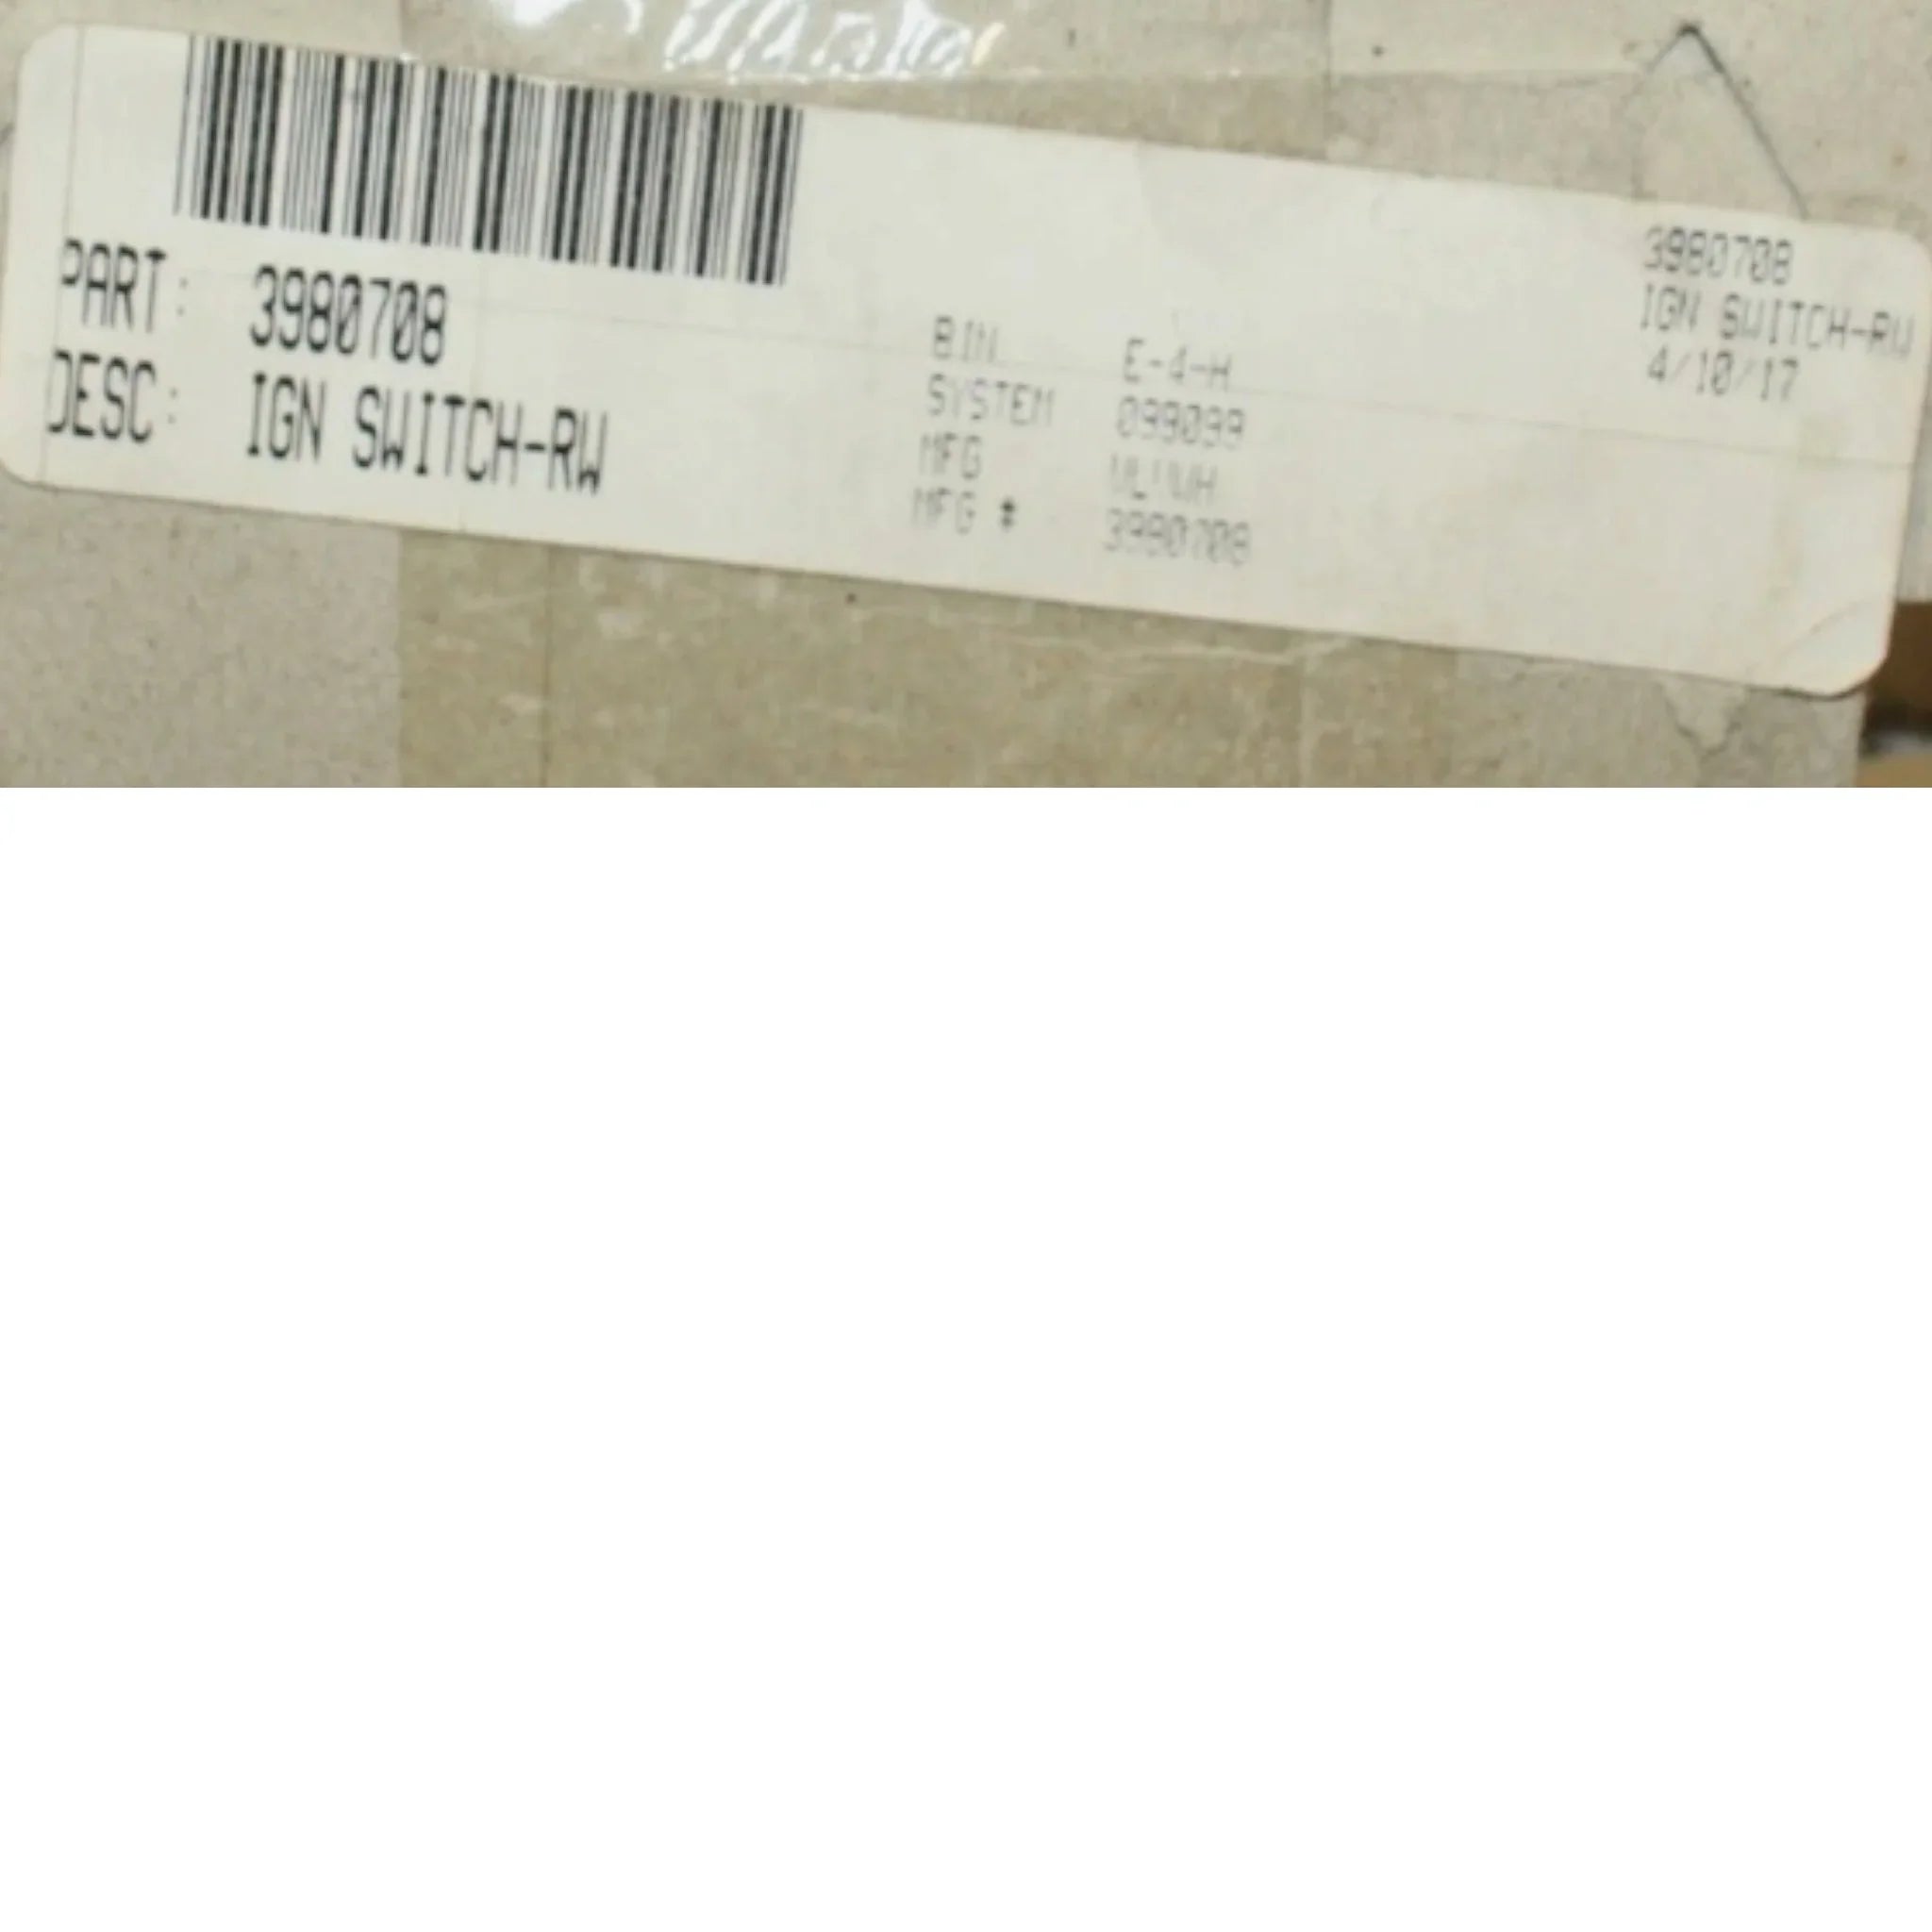 PART: 3980708
DESC: IGN SWITCH-RW
BIN E-4-H
SYSTEM 099099
MFG
MFG # 3980708
3980708
IGN SWITCH-RW
4/10/17